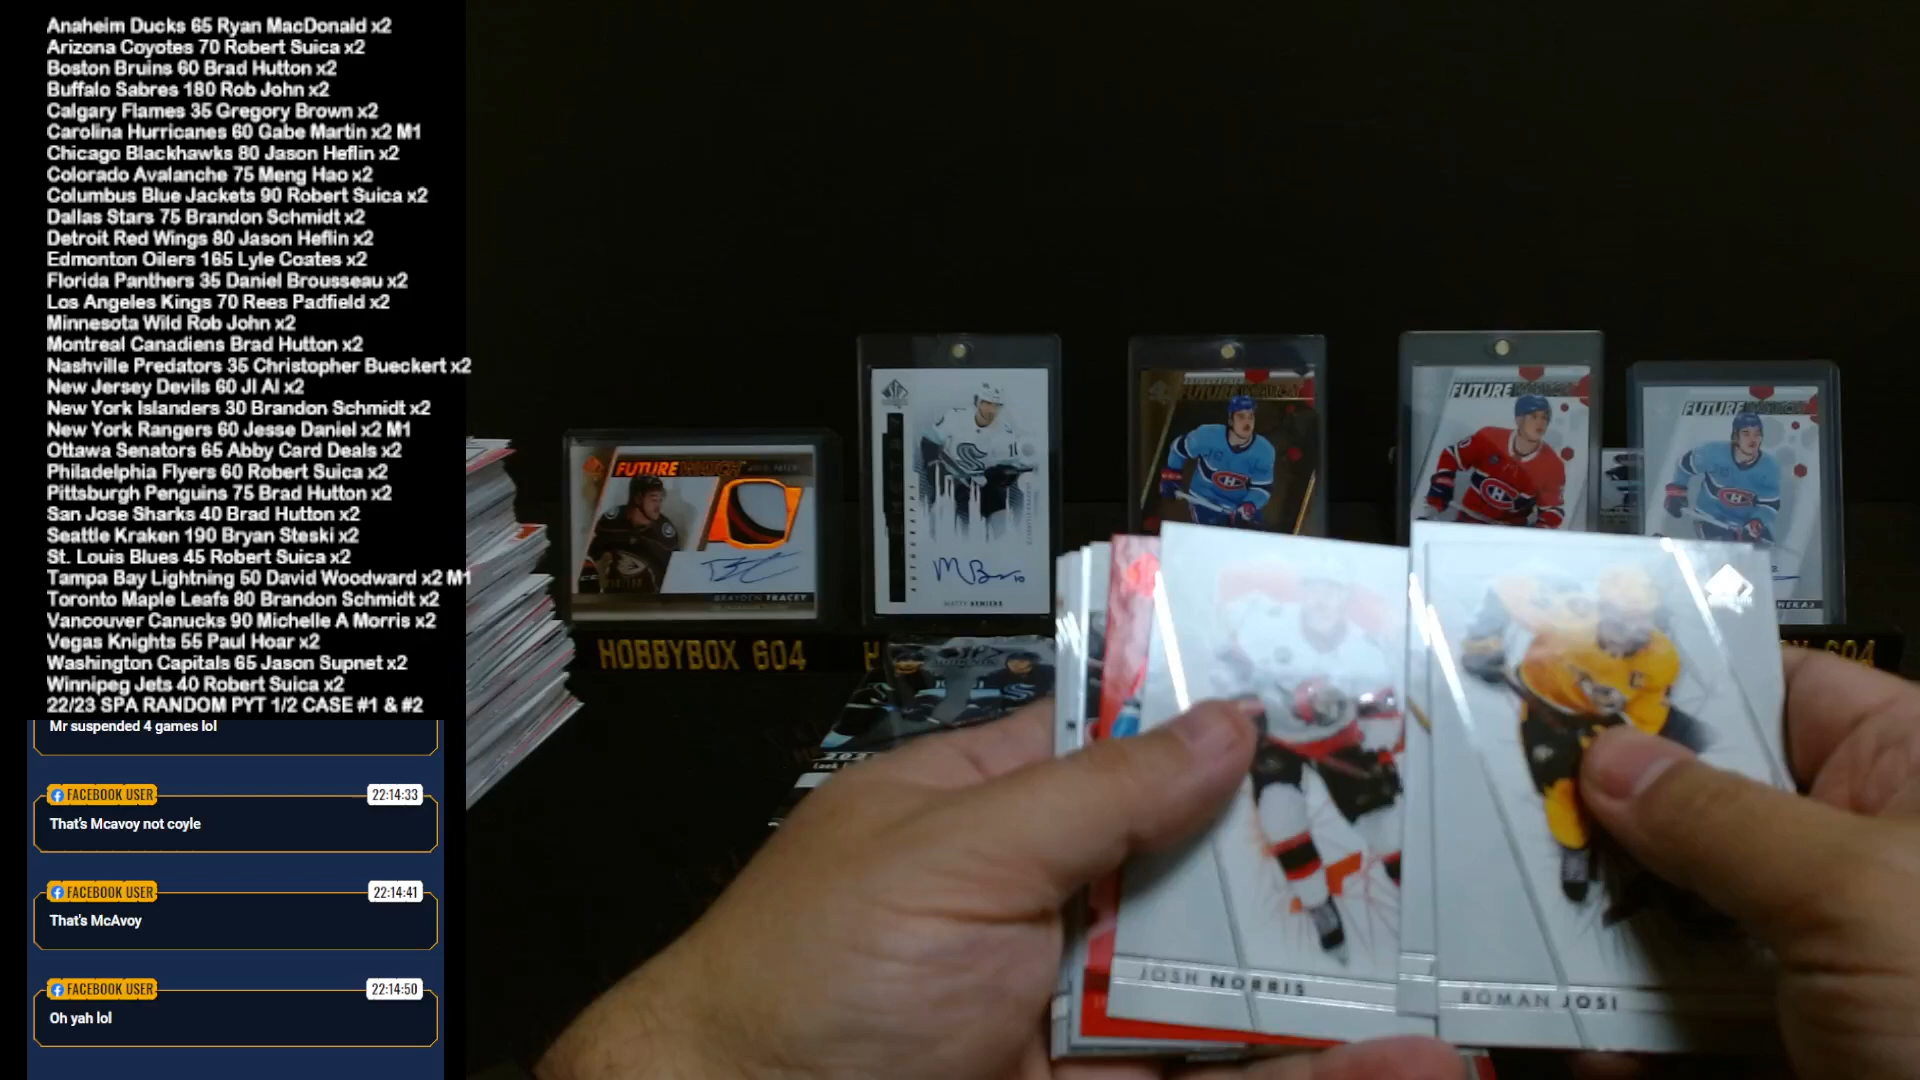 Anaheim Ducks 65 Ryan MacDonald x2
Arizona Coyotes 70 Robert Suica x2
Boston Bruins 60 Brad Hutton x2
Buffalo Sabres 180 Rob John x2
Calgary Flames 35 Gregory Brown x2
Carolina Hurricanes 60 Gabe Martin x2 M1
Chicago Blackhawks 80 Jason Heflin x2
Colorado Avalanche 75 Meng Hao x2
Columbus Blue Jackets 90 Robert Suica x2
Dallas Stars 75 Brandon Schmidt x2
Detroit Red Wings 80 Jason Heflin x2
Edmonton Oilers 165 Lyle Coates x2
Florida Panthers 35 Daniel Brousseau x2
Los Angeles Kings 70 Rees Padfield x2
Minnesota Wild Rob John x2
Montreal Canadiens Brad Hutton x2
Nashville Predators 35 Christopher Bueckert x2
New Jersey Devils 60 JI AI x2
New York Islanders 30 Brandon Schmidt x2
New York Rangers 60 Jesse Daniel x2 M1
Ottawa Senators 65 Abby Card Deals x2
Philadelphia Flyers 60 Robert Suica x2
Pittsburgh Penguins 75 Brad Hutton x2
San Jose Sharks 40 Brad Hutton x2
Seattle Kraken 190 Bryan Steski x2
St. Louis Blues 45 Robert Suica x2
Tampa Bay Lightning 50 David Woodward x2 M1
Toronto Maple Leafs 80 Brandon Schmidt x2
Vancouver Canucks 90 Michelle A Morris x2
Vegas Knights 55 Paul Hoar x2
Washington Capitals 65 Jason Supnet x2
Winnipeg Jets 40 Robert Suica x2
22/23 SPA RANDOM PYT 1/2 CASE #1 & #2
Mr suspended 4 games lol
FACEBOOK USER 22:14:33
That's Mcavoy not coyle
FACEBOOK USER 22:14:41
That's McAvoy
FACEBOOK USER 22:14:50
Oh yah lol
FUTURE WATCH
BRAYDEN TRACEY
AUTOGRAPHS
MATTY BENIERS
FUTURE
FUTURE
FUTURE
HOBBYBOX 604
604
JOSH NORRIS
ROMAN JOSI